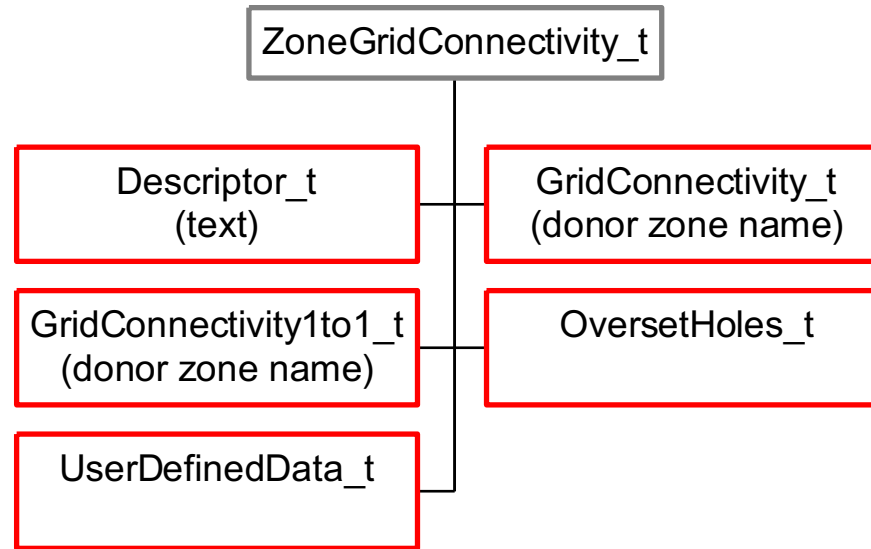 ZoneGridConnectivity_t
Descriptor_t
(text)
GridConnectivity_t
(donor zone name)
GridConnectivity1to1_t
(donor zone name)
OversetHoles_t
UserDefinedData_t